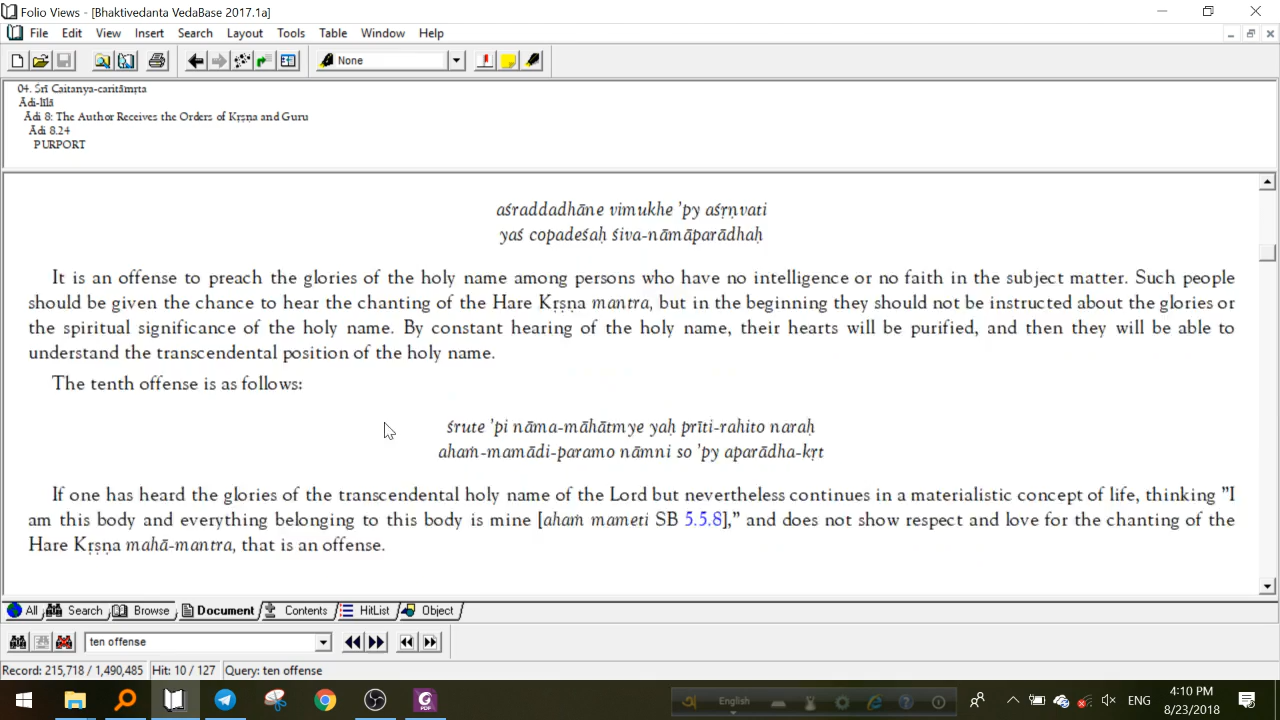 Folio Views - [Bhaktivedanta VedaBase 2017.1a]
File Edit View Insert Search Layout Tools Table Window Help
None
04. Śrī Caitanya-caritāmṛta
Ādi-līlā
Ādi 8: The Author Receives the Orders of Kṛṣṇa and Guru
Ādi 8.24
PURPORT
aśraddadhāne vimukhe 'py aśṛṇvati
yaś copadeśaḥ śiva-nāmāparādhaḥ
It is an offense to preach the glories of the holy name among persons who have no intelligence or no faith in the subject matter. Such people
should be given the chance to hear the chanting of the Hare Kṛṣṇa mantra, but in the beginning they should not be instructed about the glories or
the spiritual significance of the holy name. By constant hearing of the holy name, their hearts will be purified, and then they will be able to
understand the transcendental position of the holy name.
The tenth offense is as follows:
śrute 'pi nāma-māhātmye yaḥ prīti-rahito naraḥ
ahaṁ-mamādi-paramo nāmni so 'py aparādha-kṛt
If one has heard the glories of the transcendental holy name of the Lord but nevertheless continues in a materialistic concept of life, thinking "I
am this body and everything belonging to this body is mine [ahaṁ mameti SB 5.5.8]," and does not show respect and love for the chanting of the
Hare Kṛṣṇa mahā-mantra, that is an offense.
All Search Browse Document Contents HitList Object
ten offense
Record: 215,718 / 1,490,485 Hit: 10 / 127 Query: ten offense
English
ENG
4:10 PM
8/23/2018